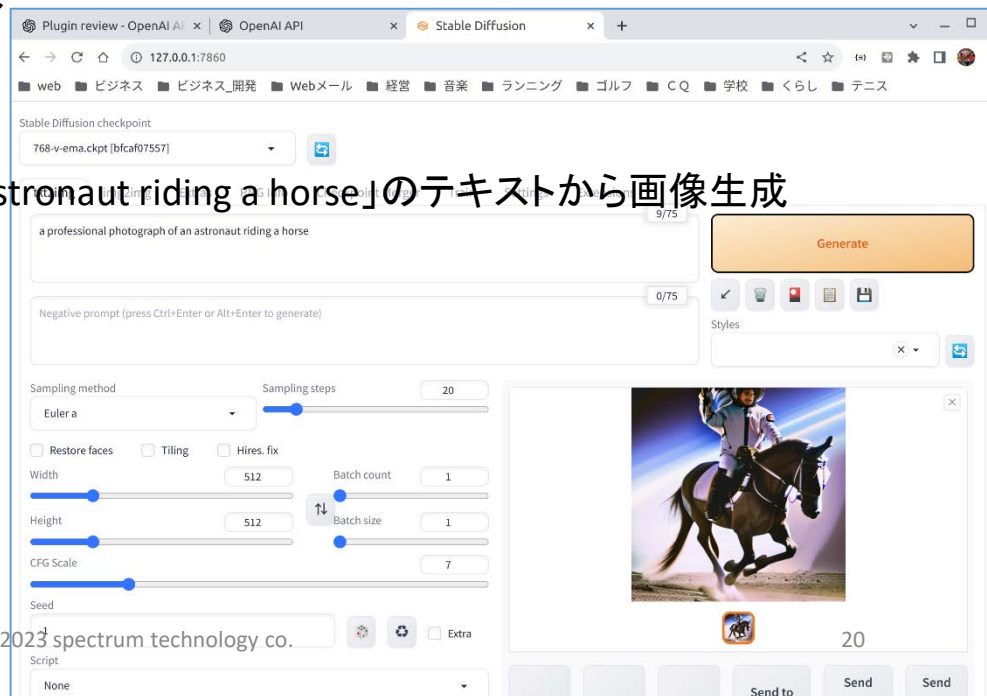 Plugin review - OpenAI AP
OpenAI API
Stable Diffusion
127.0.0.1:7860
web ビジネス ビジネス_開発 Webメール 経営 音楽 ランニング ゴルフ CQ 学校 くらし テニス
Stable Diffusion checkpoint
768-v-ema.ckpt [bfcaf07557]
stronaut riding a horse」のテキストから画像生成
9/75
a professional photograph of an astronaut riding a horse
Generate
0/75
Negative prompt (press Ctrl+Enter or Alt+Enter to generate)
Styles
Sampling method
Sampling steps
20
Euler a
Restore faces
Tiling
Hires. fix
Width
512
Batch count
1
Height
512
Batch size
1
CFG Scale
7
Seed
Extra
2023 spectrum technology co.
20
Script
None
Send to
Send
Send